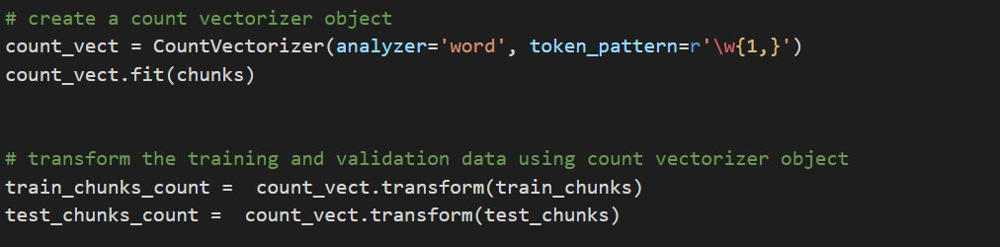 # create a count vectorizer object
count_vect = CountVectorizer(analyzer='word', token_pattern=r'\w{1,}')
count_vect.fit(chunks)
# transform the training and validation data using count vectorizer object
train_chunks_count =  count_vect.transform(train_chunks)
test_chunks_count =  count_vect.transform(test_chunks)